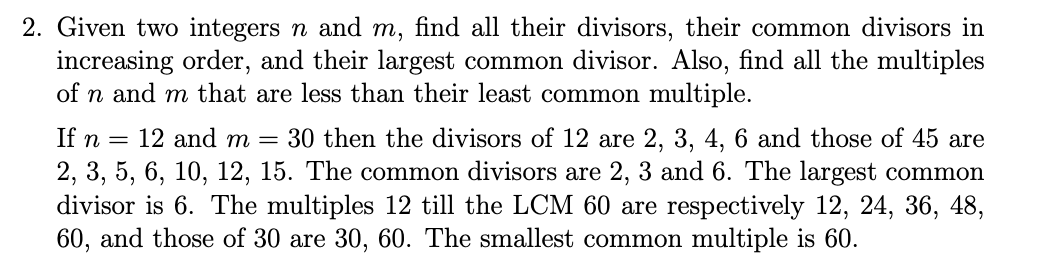 2. Given two integers n and m, find all their divisors, their common divisors in
increasing order, and their largest common divisor. Also, find all the multiples
of n and m that are less than their least common multiple.
If n = 12 and m = 30 then the divisors of 12 are 2, 3, 4, 6 and those of 45 are
2, 3, 5, 6, 10, 12, 15. The common divisors are 2, 3 and 6. The largest common
divisor is 6. The multiples 12 till the LCM 60 are respectively 12, 24, 36, 48,
60, and those of 30 are 30, 60. The smallest common multiple is 60.